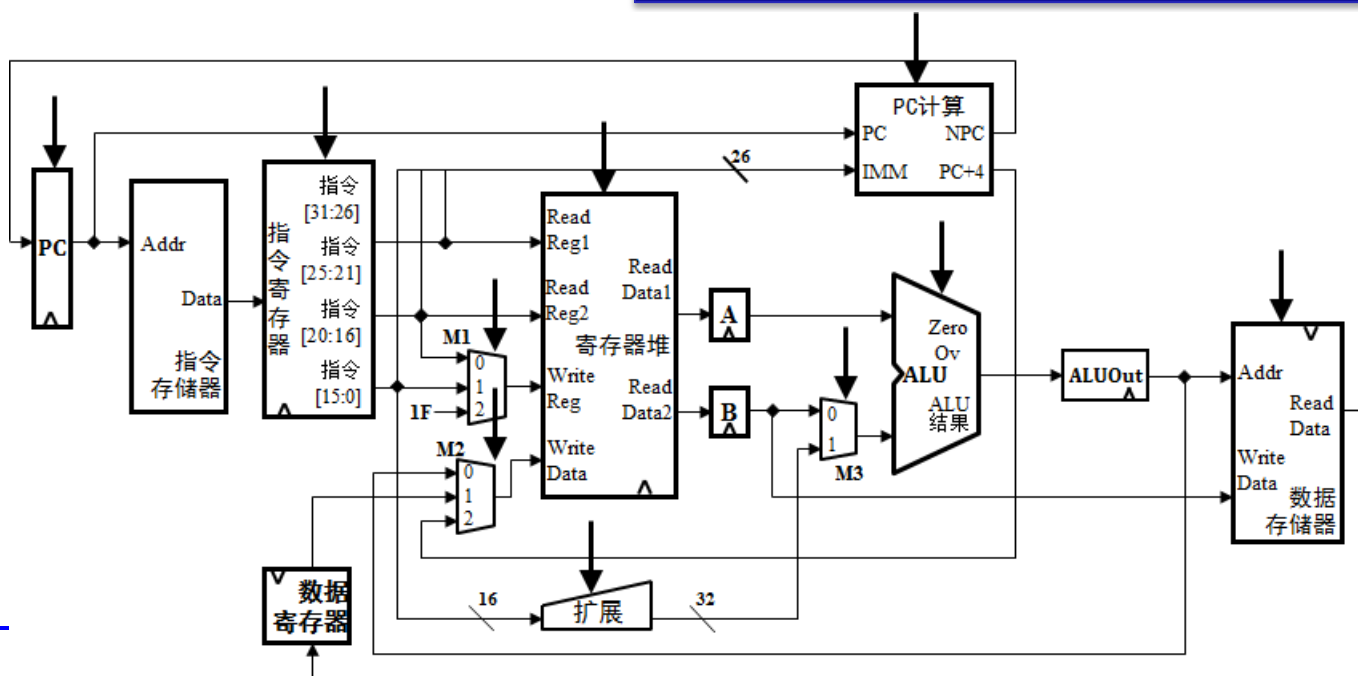 PC计算
PC
NPC
IMM
PC+4
26
PC
Addr
Data
指令
存储器
指令寄存器
指令
[31:26]
指令
[25:21]
指令
[20:16]
指令
[15:0]
M1
0
1
2
1F
M2
0
1
2
Read
Reg1
Read
Reg2
Write
Reg
Write
Data
Read
Data1
寄存器堆
Read
Data2
A
B
0
1
M3
Zero
Ov
ALU
ALU
结果
ALUOut
Addr
Read
Data
Write
Data
数据
存储器
数据
寄存器
16
扩展
32